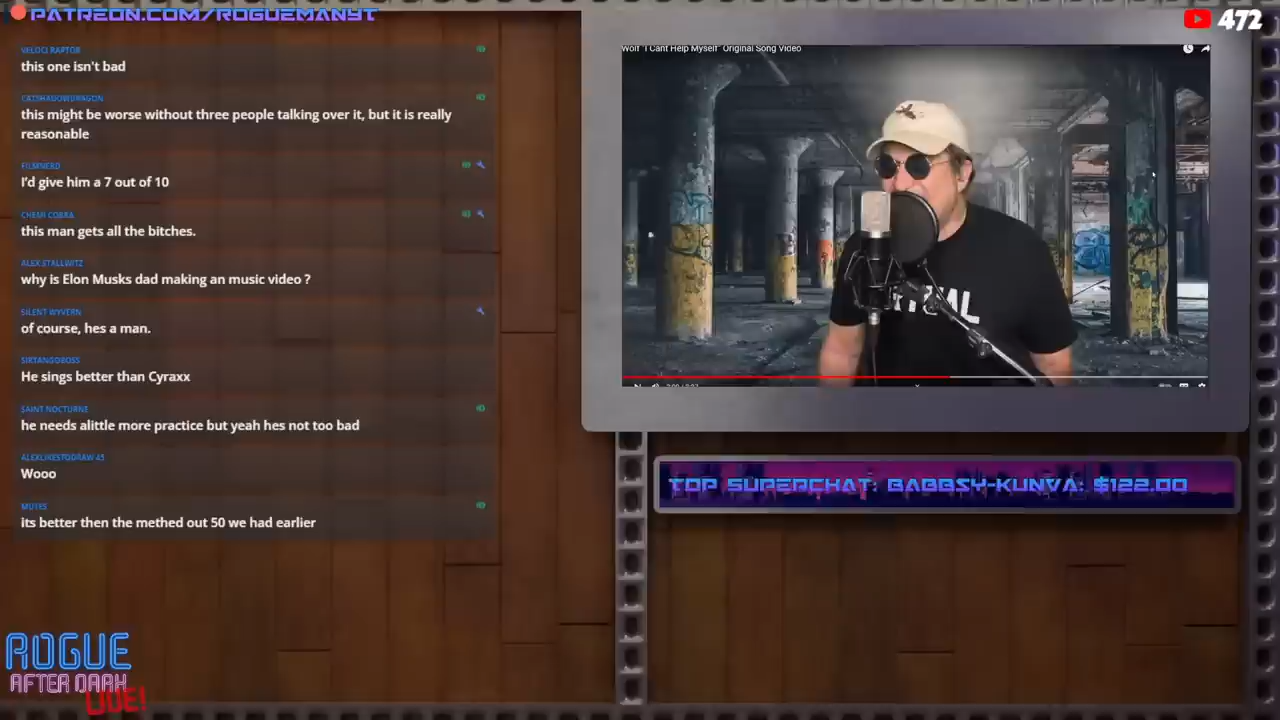 PATREON.COM/ROGUEMANYT
472
VELOCI RAPTOR
this one isn't bad
CATSHADOWDRAGON
this might be worse without three people talking over it, but it is really
reasonable
FILMNERD
I'd give him a 7 out of 10
CHESH COBRA
this man gets all the bitches.
ALEX STALLWITZ
why is Elon Musks dad making an music video ?
SILENT WYVERN
of course, hes a man.
SIRTANGOBOSS
He sings better than Cyraxx
SAINT NOCTURNE
he needs alittle more practice but yeah hes not too bad
ALEXLIKESTODRAW 45
Wooo
MUTES
its better then the methed out 50 we had earlier
Wolf "I Cant Help Myself" Original Song Video
TOP SUPERCHAT: BABBSY-KUNVA: $122.00
ROGUE
AFTER DARK
LIVE!